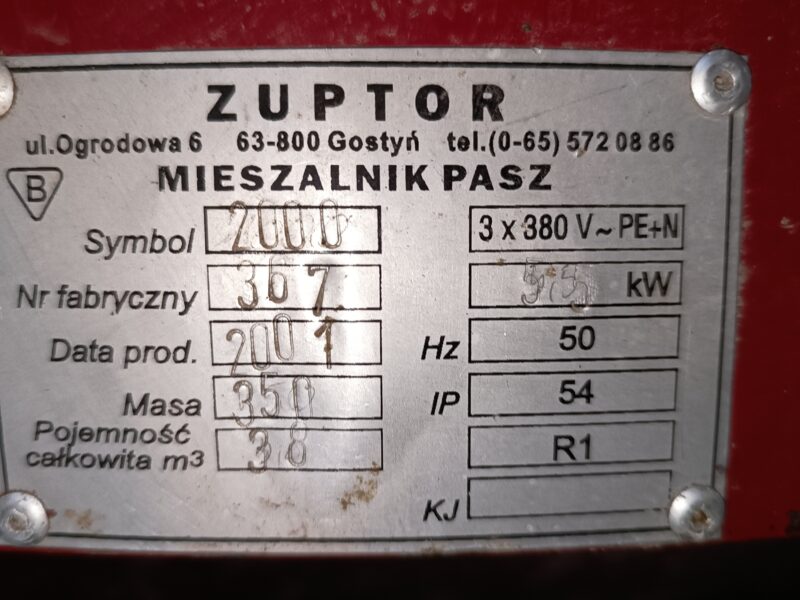 ZUPTOR
ul.Ogrodowa 6 63-800 Gostyń tel.(0-65) 572 08 86
B
MIESZALNIK PASZ
Symbol 2000 3 x 380 V~ PE+N
Nr fabryczny 367 5,5 kW
Data prod. 2001 Hz 50
Masa 350 IP 54
Pojemność
całkowita m3 38 R1
KJ